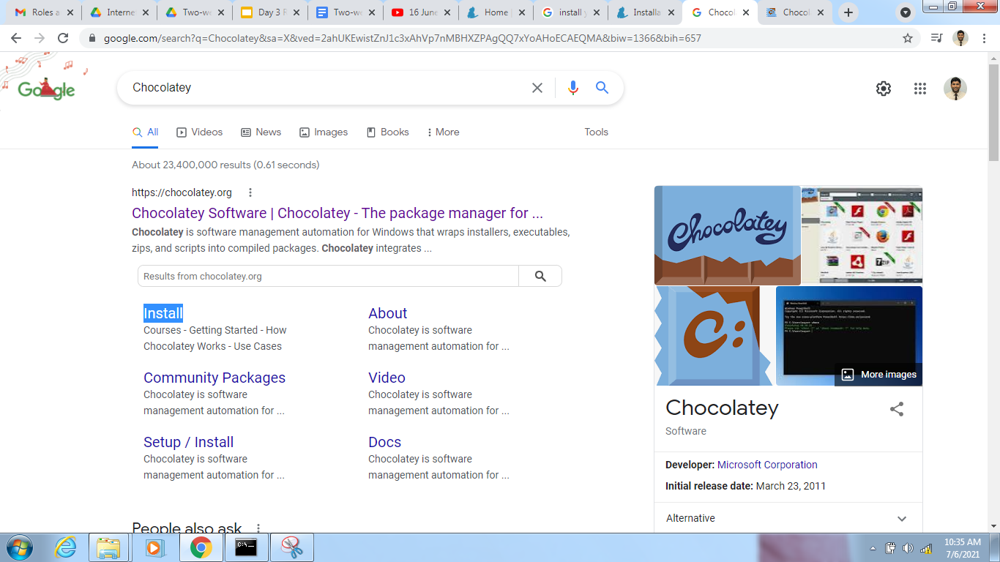 Roles a
Interne
Two-we
Day 3 F
Two-we
16 June
Home
install y
Installa
Chocol
Chocol
google.com/search?q=Chocolatey&sa=X&ved=2ahUKEwistZnJ1c3xAhVp7nMBHXZPAgQQ7xYoAHoECAEQMA&biw=1366&bih=657
Google
Chocolatey
All
Videos
News
Images
Books
More
Tools
About 23,400,000 results (0.61 seconds)
https://chocolatey.org
Chocolatey Software | Chocolatey - The package manager for ...
Chocolatey is software management automation for Windows that wraps installers, executables,
zips, and scripts into compiled packages. Chocolatey integrates ...
Results from chocolatey.org
Install
Courses - Getting Started - How
Chocolatey Works - Use Cases
About
Chocolatey is software
management automation for ...
Community Packages
Chocolatey is software
management automation for ...
Video
Chocolatey is software
management automation for ...
Setup / Install
Chocolatey is software
management automation for ...
Docs
Chocolatey is software
management automation for ...
People also ask
Chocolatey
7ZIP
C:
More images
Chocolatey
Software
Developer: Microsoft Corporation
Initial release date: March 23, 2011
Alternative
C:\
10:35 AM
7/6/2021